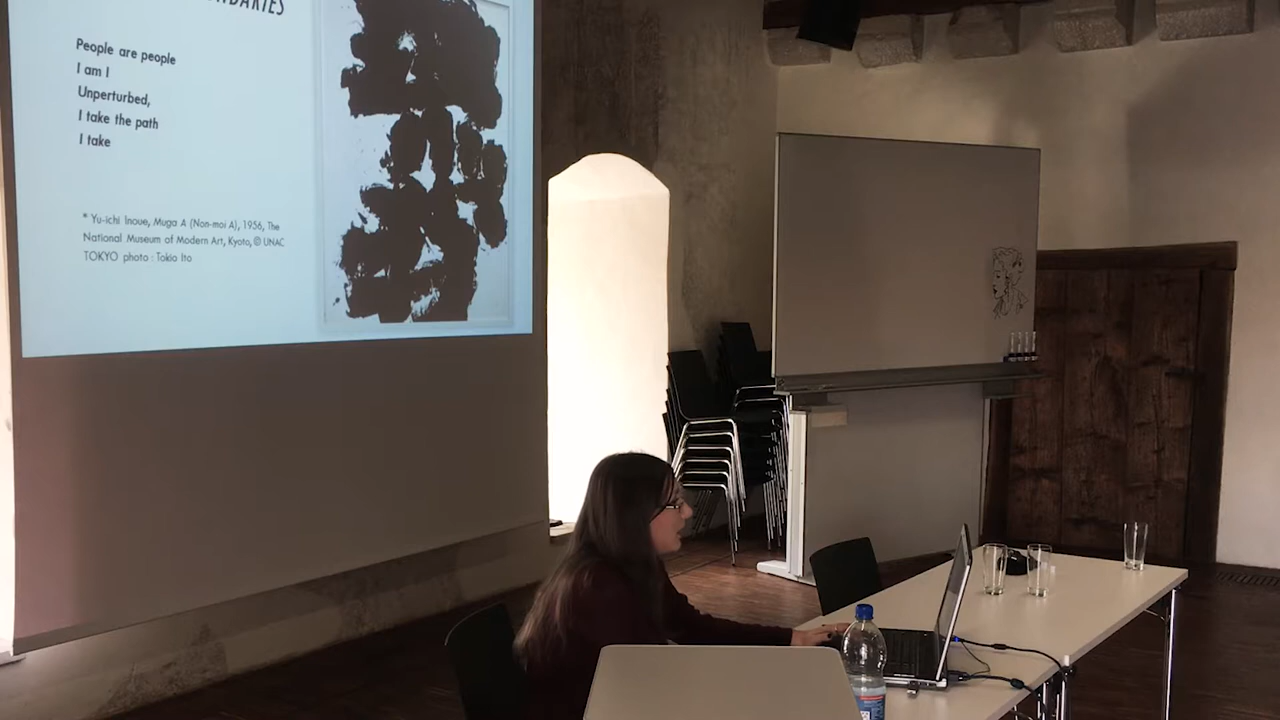 People are people
I am I
Unperturbed,
I take the path
I take
* Yu-ichi Inoue, Muga A (Non-moi A), 1956, The
National Museum of Modern Art, Kyoto, © UNAC
TOKYO photo : Tokio Ito